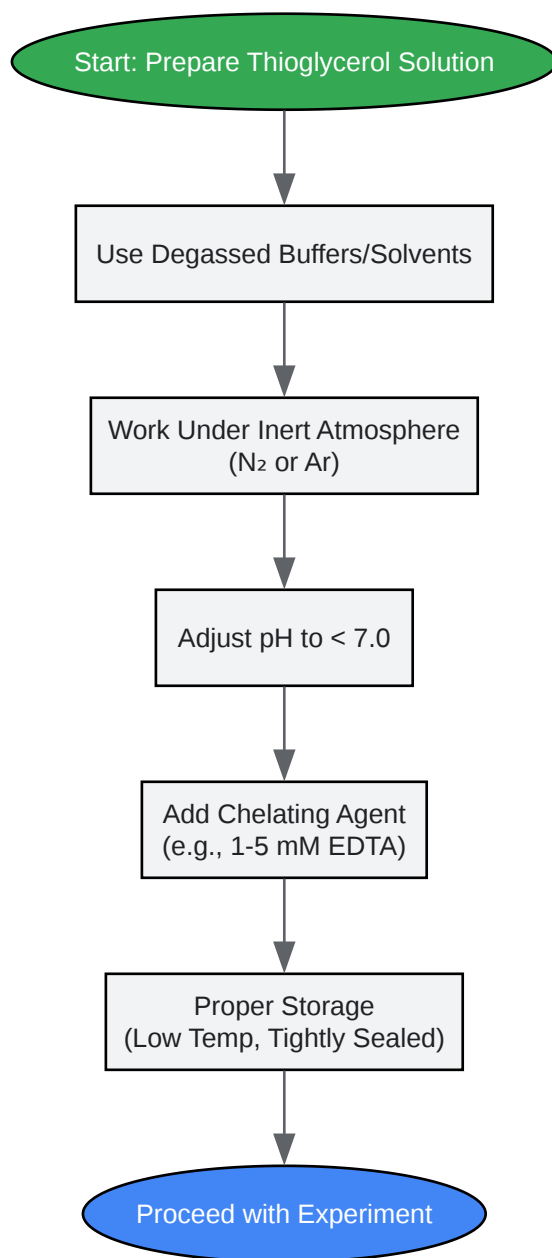 Start: Prepare Thioglycerol Solution
Use Degassed Buffers/Solvents
Work Under Inert Atmosphere
(N₂ or Ar)
Adjust pH to < 7.0
Add Chelating Agent
(e.g., 1-5 mM EDTA)
Proper Storage
(Low Temp, Tightly Sealed)
Proceed with Experiment